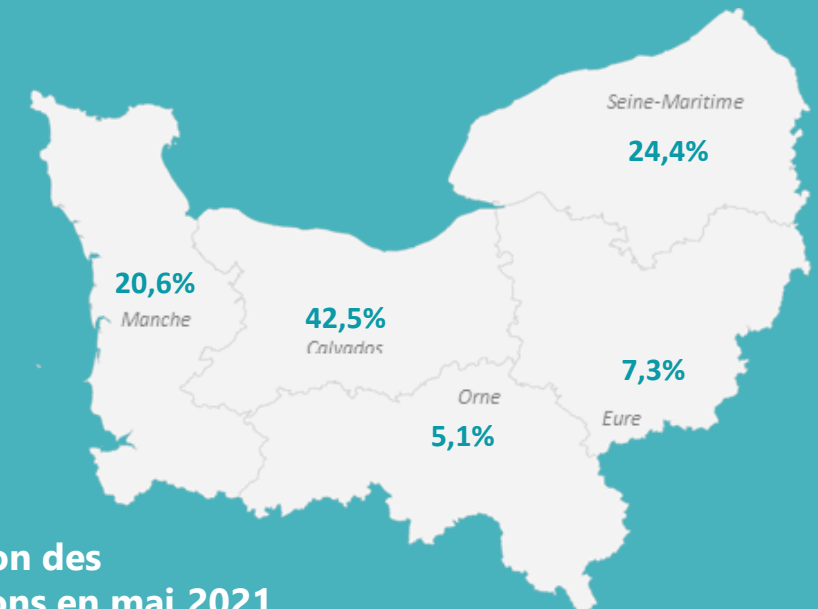 Seine-Maritime
24,4%
20,6%
Manche
42,5%
Calvados
7,3%
Orne
Eure
5,1%
on des
ons en mai 2021